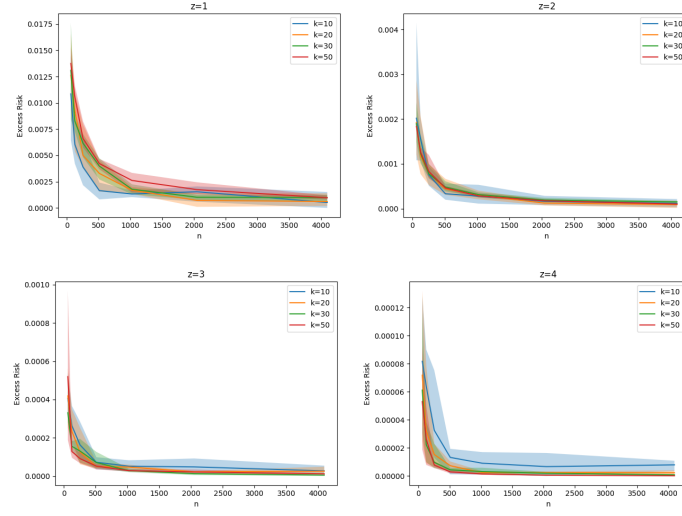 z=1
Excess Risk
0.0175
0.0150
0.0125
0.0100
0.0075
0.0050
0.0025
0.0000
k=10
k=20
k=30
k=50
0 500 1000 1500 2000 2500 3000 3500 4000
n
z=2
Excess Risk
0.004
0.003
0.002
0.001
0.000
k=10
k=20
k=30
k=50
0 500 1000 1500 2000 2500 3000 3500 4000
n
z=3
Excess Risk
0.0010
0.0008
0.0006
0.0004
0.0002
0.0000
k=10
k=20
k=30
k=50
0 500 1000 1500 2000 2500 3000 3500 4000
n
z=4
Excess Risk
0.00012
0.00010
0.00008
0.00006
0.00004
0.00002
0.00000
k=10
k=20
k=30
k=50
0 500 1000 1500 2000 2500 3000 3500 4000
n